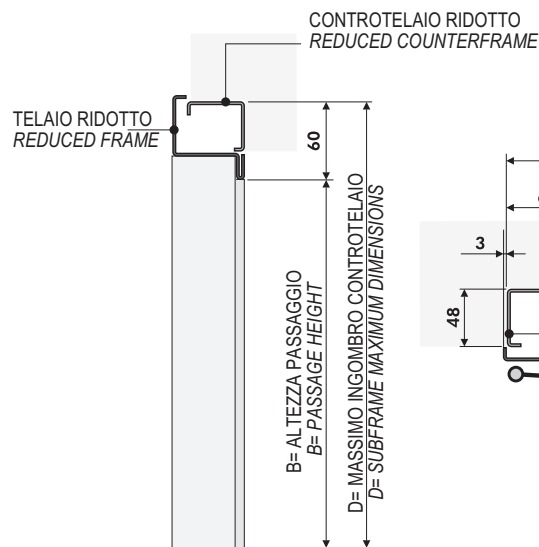 CONTROTELAIO RIDOTTO
REDUCED COUNTERFRAME
TELAIO RIDOTTO
REDUCED FRAME
60
B= ALTEZZA PASSAGGIO
B= PASSAGE HEIGHT
D= MASSIMO INGOMBRO CONTROTELAIO
D= SUBFRAME MAXIMUM DIMENSIONS
3
48